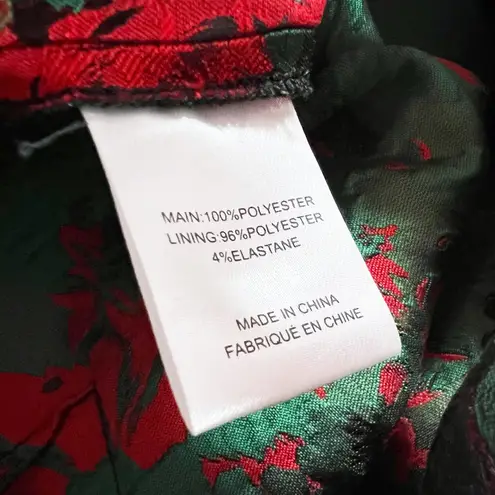 MAIN:100%POLYESTER
LINING:96%POLYESTER
4%ELASTANE
MADE IN CHINA
FABRIQUÉ EN CHINE